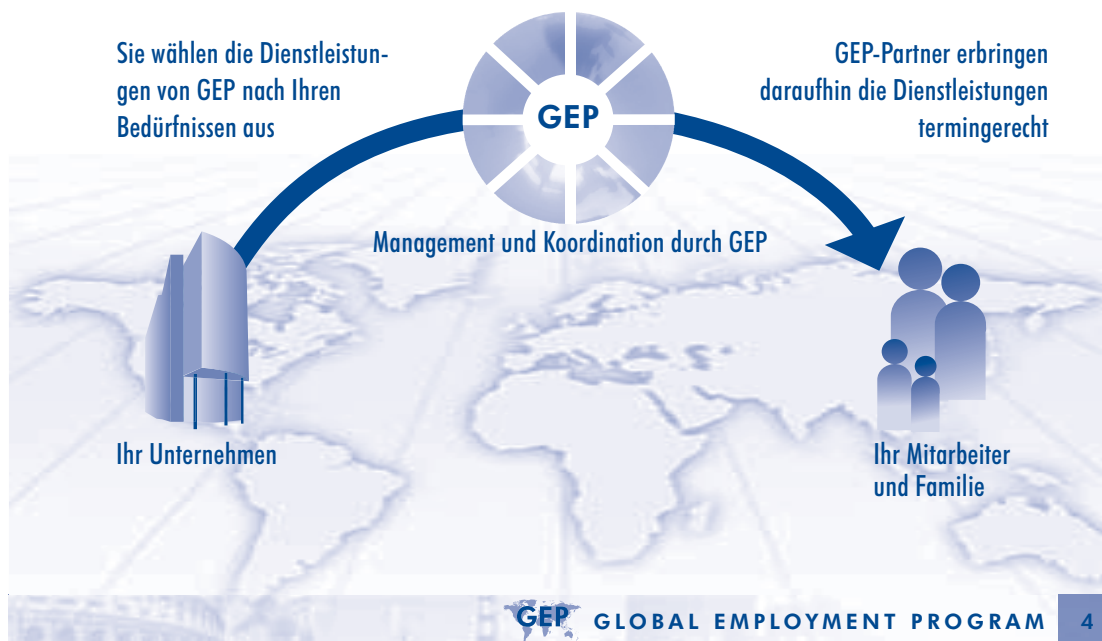 Sie wählen die Dienstleistun-
gen von GEP nach Ihren
Bedürfnissen aus
GEP
GEP-Partner erbringen
daraufhin die Dienstleistungen
termingerecht
Management und Koordination durch GEP
Ihr Unternehmen
Ihr Mitarbeiter
und Familie
GEP GLOBAL EMPLOYMENT PROGRAM 4